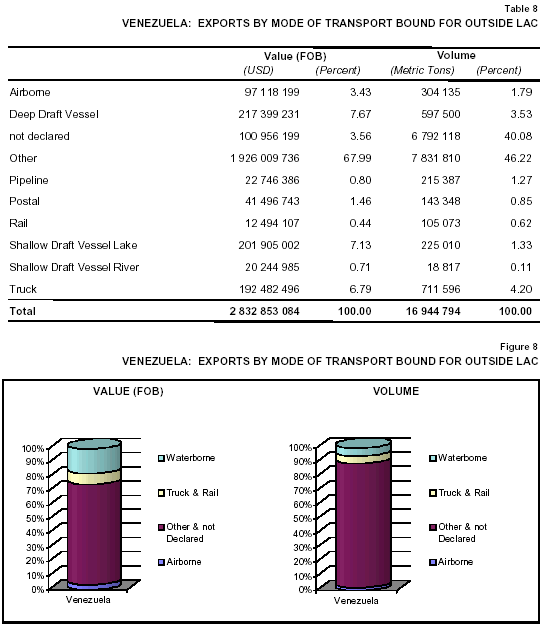 Table 8
VENEZUELA: EXPORTS BY MODE OF TRANSPORT BOUND FOR OUTSIDE LAC
Value (FOB) Volume
(USD) (Percent) (Metric Tons) (Percent)
Airborne 97 118 199 3.43 304 135 1.79
Deep Draft Vessel 217 399 231 7.67 597 500 3.53
not declared 100 956 199 3.56 6 792 118 40.08
Other 1 926 009 736 67.99 7 831 810 46.22
Pipeline 22 746 386 0.80 215 387 1.27
Postal 41 496 743 1.46 143 348 0.85
Rail 12 494 107 0.44 105 073 0.62
Shallow Draft Vessel Lake 201 905 002 7.13 225 010 1.33
Shallow Draft Vessel River 20 244 985 0.71 18 817 0.11
Truck 192 482 496 6.79 711 596 4.20
Total 2 832 853 084 100.00 16 944 794 100.00
Figure 8
VENEZUELA: EXPORTS BY MODE OF TRANSPORT BOUND FOR OUTSIDE LAC
VALUE (FOB)
100%
90%
80%
70%
60%
50%
40%
30%
20%
10%
0%
Venezuela
Waterborne
Truck & Rail
Other & not
Declared
Airborne
VOLUME
100%
90%
80%
70%
60%
50%
40%
30%
20%
10%
0%
Venezuela
Waterborne
Truck & Rail
Other & not
Declared
Airborne